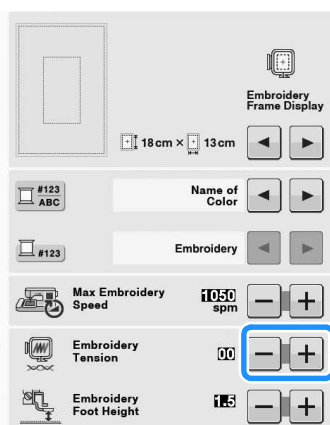 Embroidery
Frame Display
18cm × 13cm
#123
ABC
Name of
Color
#123
Embroidery
Max Embroidery
Speed
1050
spm
Embroidery
Tension
00
Embroidery
Foot Height
1.5